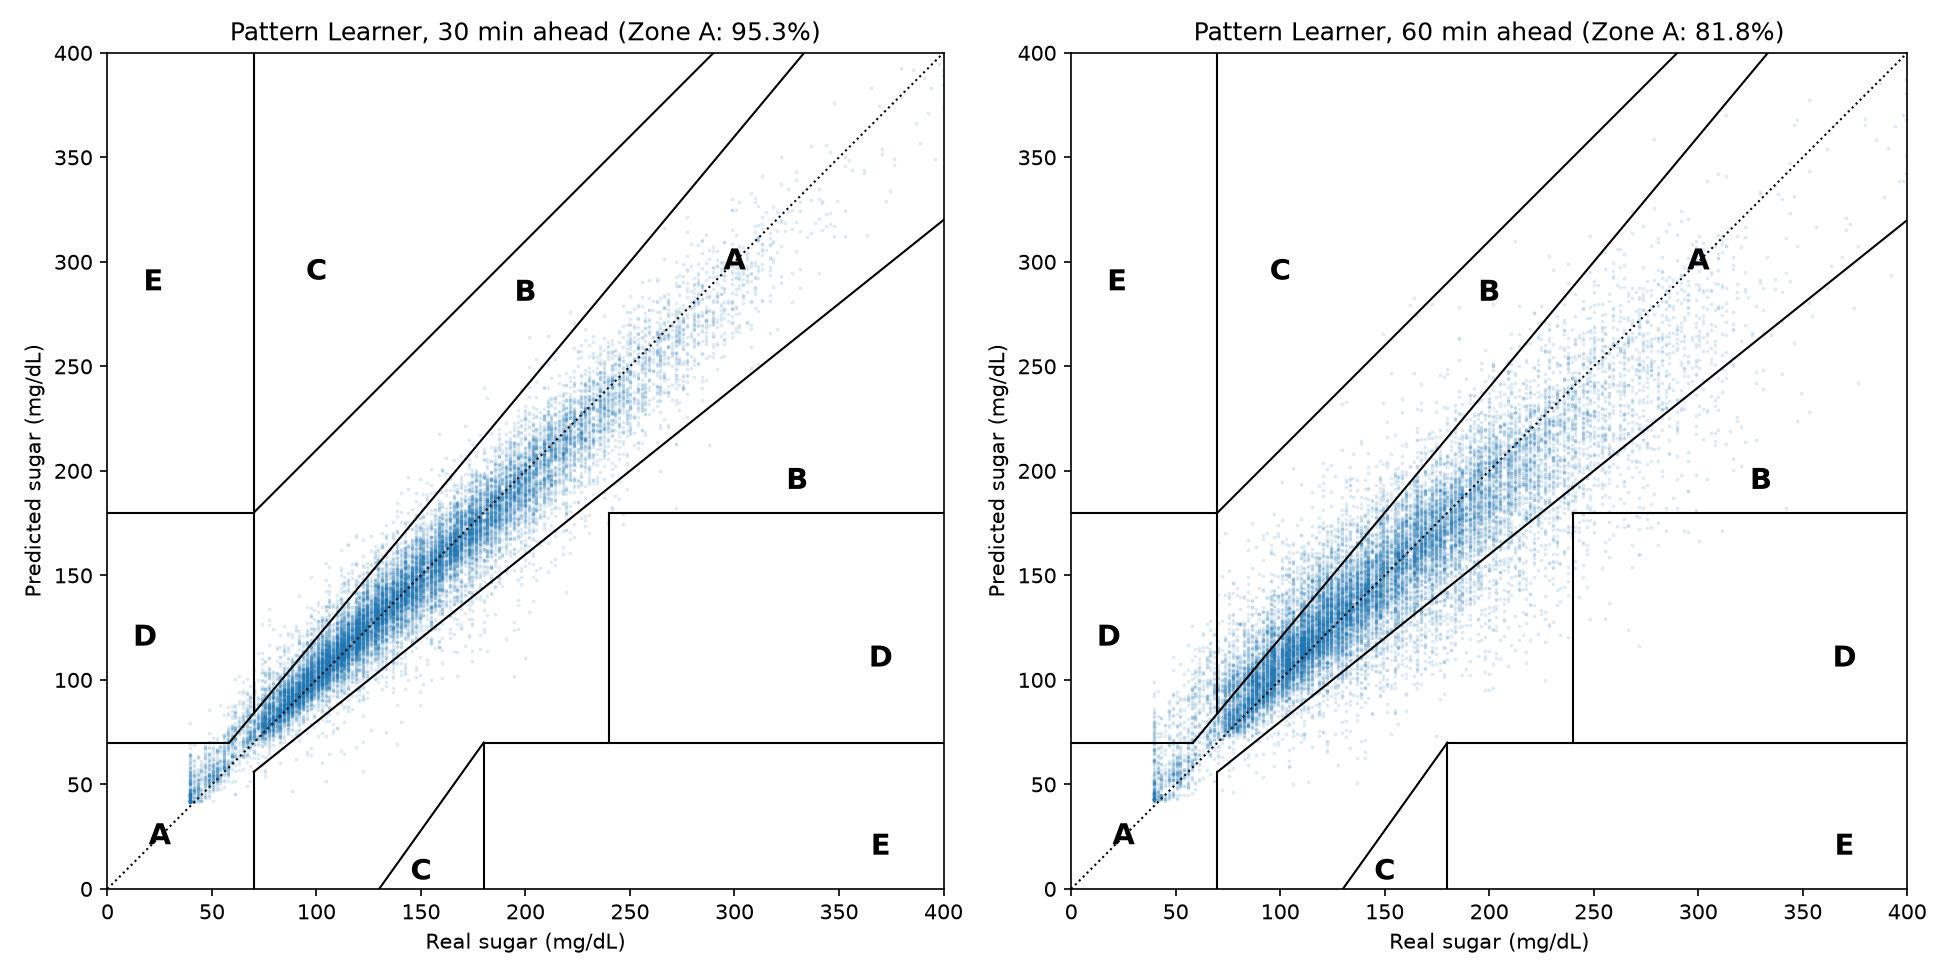 Pattern Learner, 30 min ahead (Zone A: 95.3%)
400
350
300
250
200
150
100
50
0
Predicted sugar (mg/dL)
E
C
B
A
B
D
D
A
C
E
0 50 100 150 200 250 300 350 400
Real sugar (mg/dL)
Pattern Learner, 60 min ahead (Zone A: 81.8%)
400
350
300
250
200
150
100
50
0
Predicted sugar (mg/dL)
E
C
B
A
B
D
D
A
C
E
0 50 100 150 200 250 300 350 400
Real sugar (mg/dL)